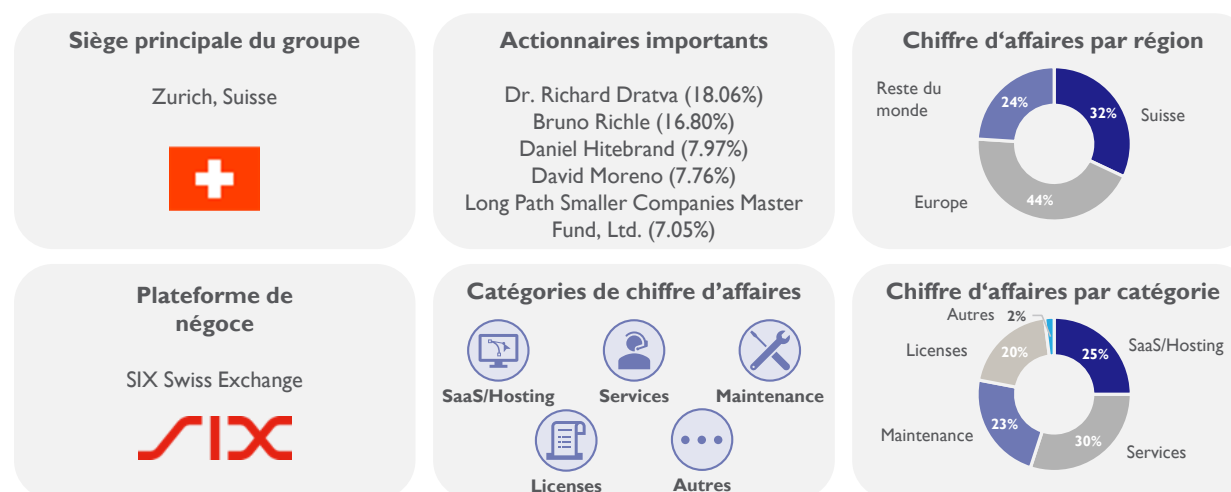 Siège principale du groupe
Zurich, Suisse
Actionnaires importants
Dr. Richard Dratva (18.06%)
Bruno Richle (16.80%)
Daniel Hitebrand (7.97%)
David Moreno (7.76%)
Long Path Smaller Companies Master
Fund, Ltd. (7.05%)
Chiffre d‘affaires par région
Reste du
monde
24%
32%
Suisse
Europe
44%
Plateforme de
négoce
SIX Swiss Exchange
SIX
Catégories de chiffre d’affaires
SaaS/Hosting
Services
Maintenance
Licenses
Autres
Chiffre d‘affaires par catégorie
Autres
2%
Licenses
20%
25%
SaaS/Hosting
Maintenance
23%
30%
Services